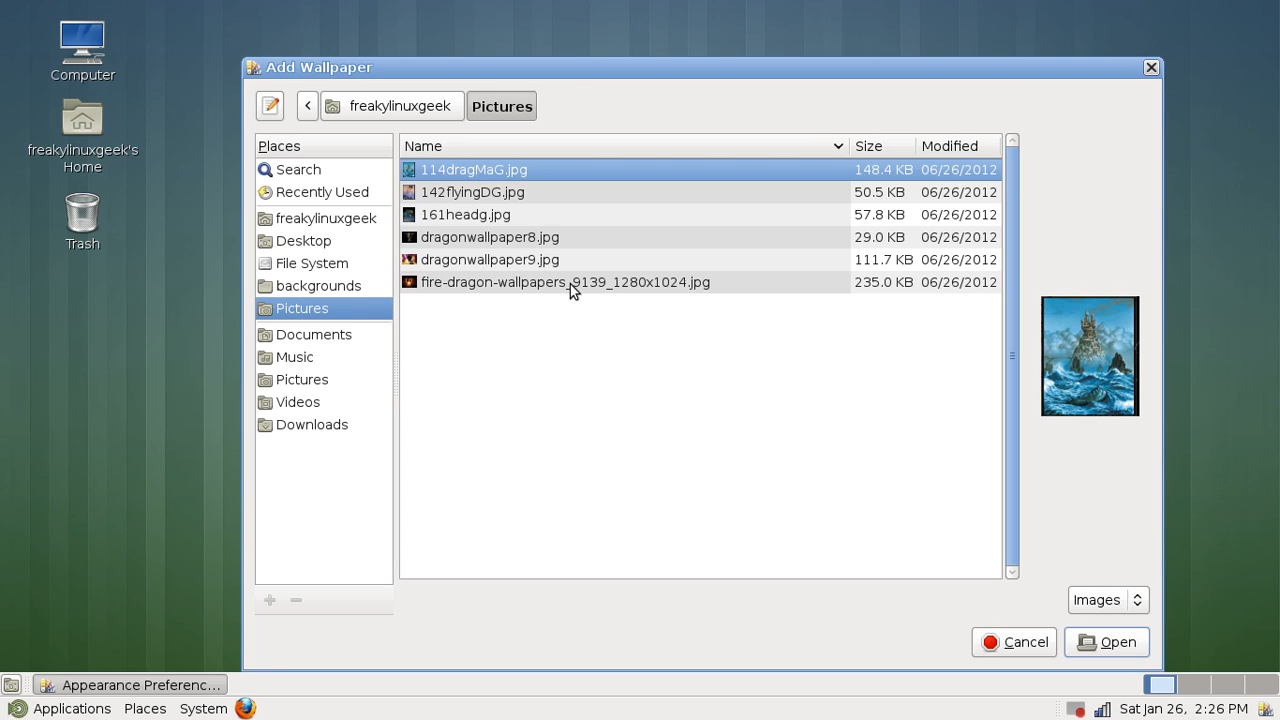 Computer
freakylinuxgeek's
Home
Trash
Add Wallpaper
freakylinuxgeek Pictures
Places
Search
Recently Used
freakylinuxgeek
Desktop
File System
backgrounds
Pictures
Documents
Music
Pictures
Videos
Downloads
Name Size Modified
114dragMaG.jpg 148.4 KB 06/26/2012
142flyingDG.jpg 50.5 KB 06/26/2012
161headg.jpg 57.8 KB 06/26/2012
dragonwallpaper8.jpg 29.0 KB 06/26/2012
dragonwallpaper9.jpg 111.7 KB 06/26/2012
fire-dragon-wallpapers_9139_1280x1024.jpg 235.0 KB 06/26/2012
Images
Cancel Open
Appearance Preferenc...
Applications Places System Sat Jan 26, 2:26 PM